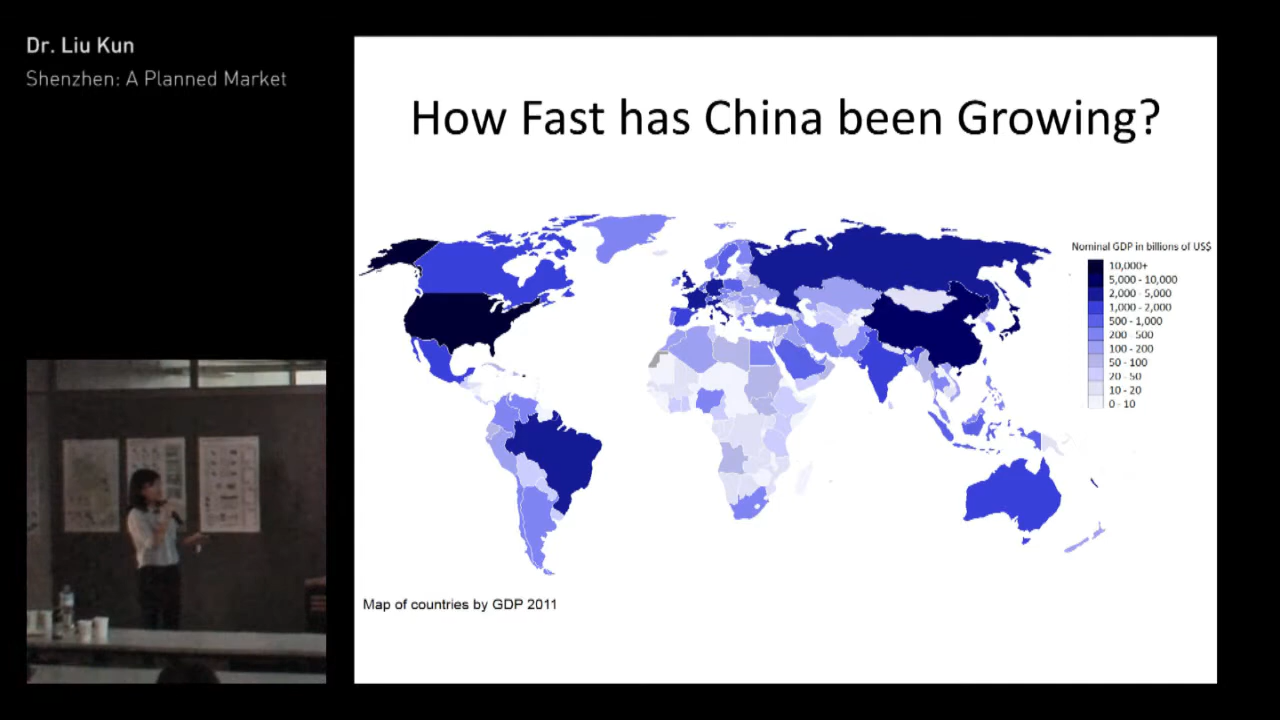 Dr. Liu Kun
Shenzhen: A Planned Market
How Fast has China been Growing?
Nominal GDP in billions of US$
10,000+
5,000 - 10,000
2,000 - 5,000
1,000 - 2,000
500 - 1,000
200 - 500
100 - 200
50 - 100
20 - 50
10 - 20
0 - 10
Map of countries by GDP 2011